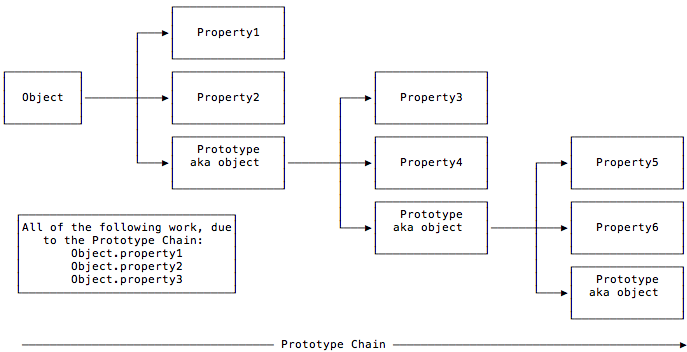 Property1
Object
Property2
Property3
Prototype
aka object
Property4
Property5
Prototype
aka object
Property6
Prototype
aka object
All of the following work, due
to the Prototype Chain:
Object.property1
Object.property2
Object.property3
Prototype Chain